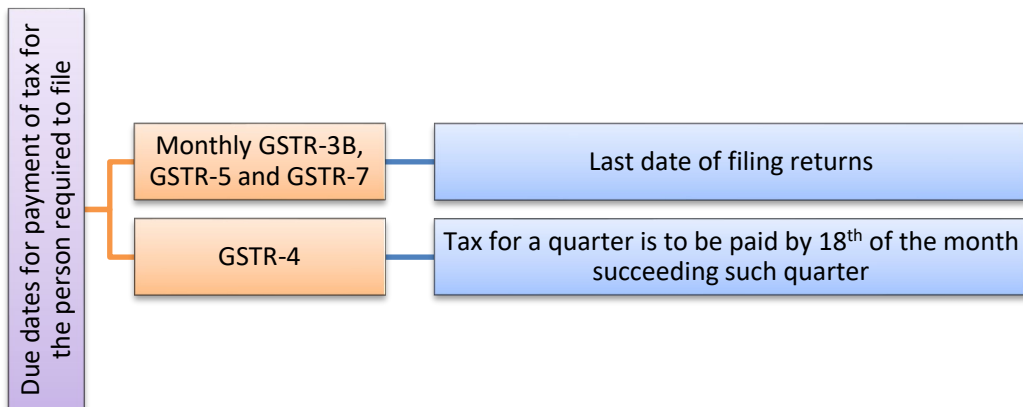 Due dates for payment of tax for
the person required to file
Monthly GSTR-3B,
GSTR-5 and GSTR-7
Last date of filing returns
GSTR-4
Tax for a quarter is to be paid by 18th of the month
succeeding such quarter